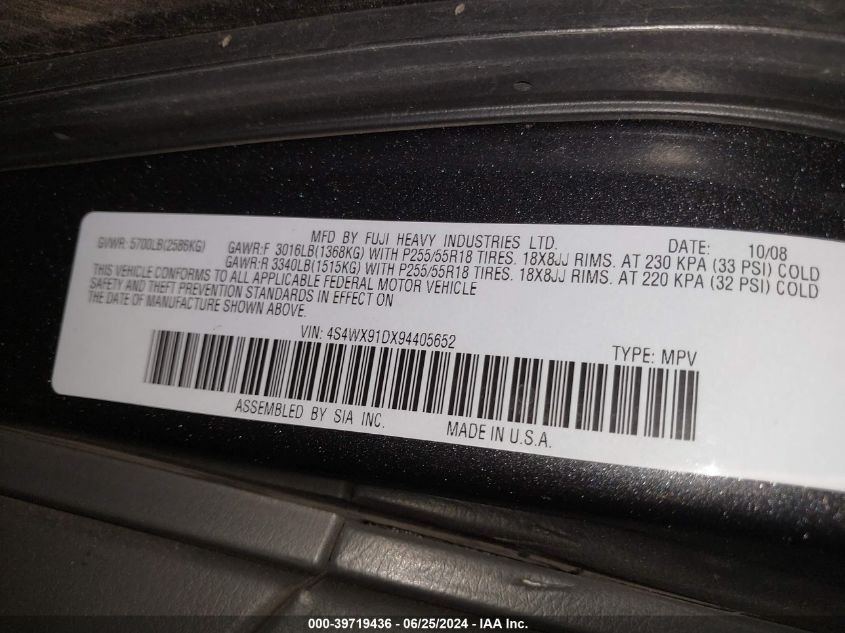 MFD BY FUJI HEAVY INDUSTRIES LTD. DATE: 10/08
GVWR: 5700LB(2586KG) GAWR:F 3016LB(1368KG) WITH P255/55R18 TIRES. 18X8JJ RIMS. AT 230 KPA (33 PSI) COLD
GAWR:R 3340LB(1515KG) WITH P255/55R18 TIRES. 18X8JJ RIMS. AT 220 KPA (32 PSI) COLD
THIS VEHICLE CONFORMS TO ALL APPLICABLE FEDERAL MOTOR VEHICLE
SAFETY AND THEFT PREVENTION STANDARDS IN EFFECT ON
THE DATE OF MANUFACTURE SHOWN ABOVE.
VIN: 4S4WX91DX94405652 TYPE: MPV
ASSEMBLED BY SIA INC. MADE IN U.S.A.
000-39719436 - 06/25/2024 - IAA Inc.